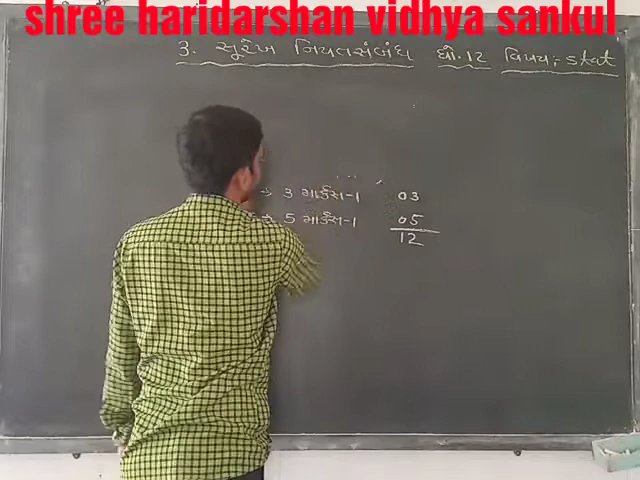 shree haridarshan vidhya sankul
3. સુરેખ નિયતસંબંધ ધો.12 વિષય:- stat
→ 3 માર્કસ-1 03
→ 5 માર્કસ-1 05
12